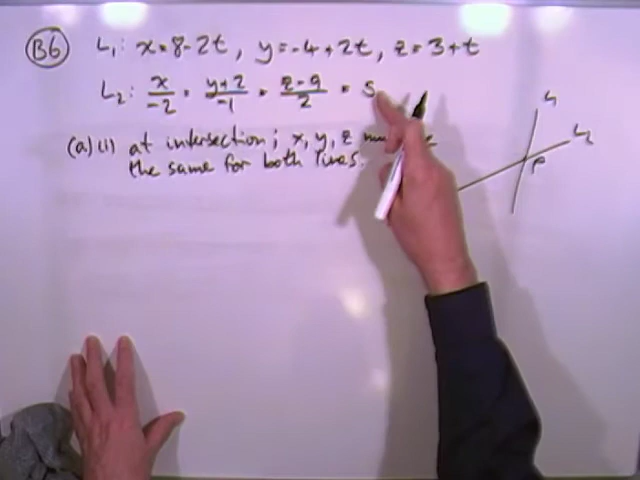 B6 L₁: x = 8-2t, y = -4+2t, z = 3+t
L₂: x/-2 = y+2/-1 = z-9/2 = s
(a)(i) at intersection; x, y, z
the same for both lines.
L₁
L₂
P